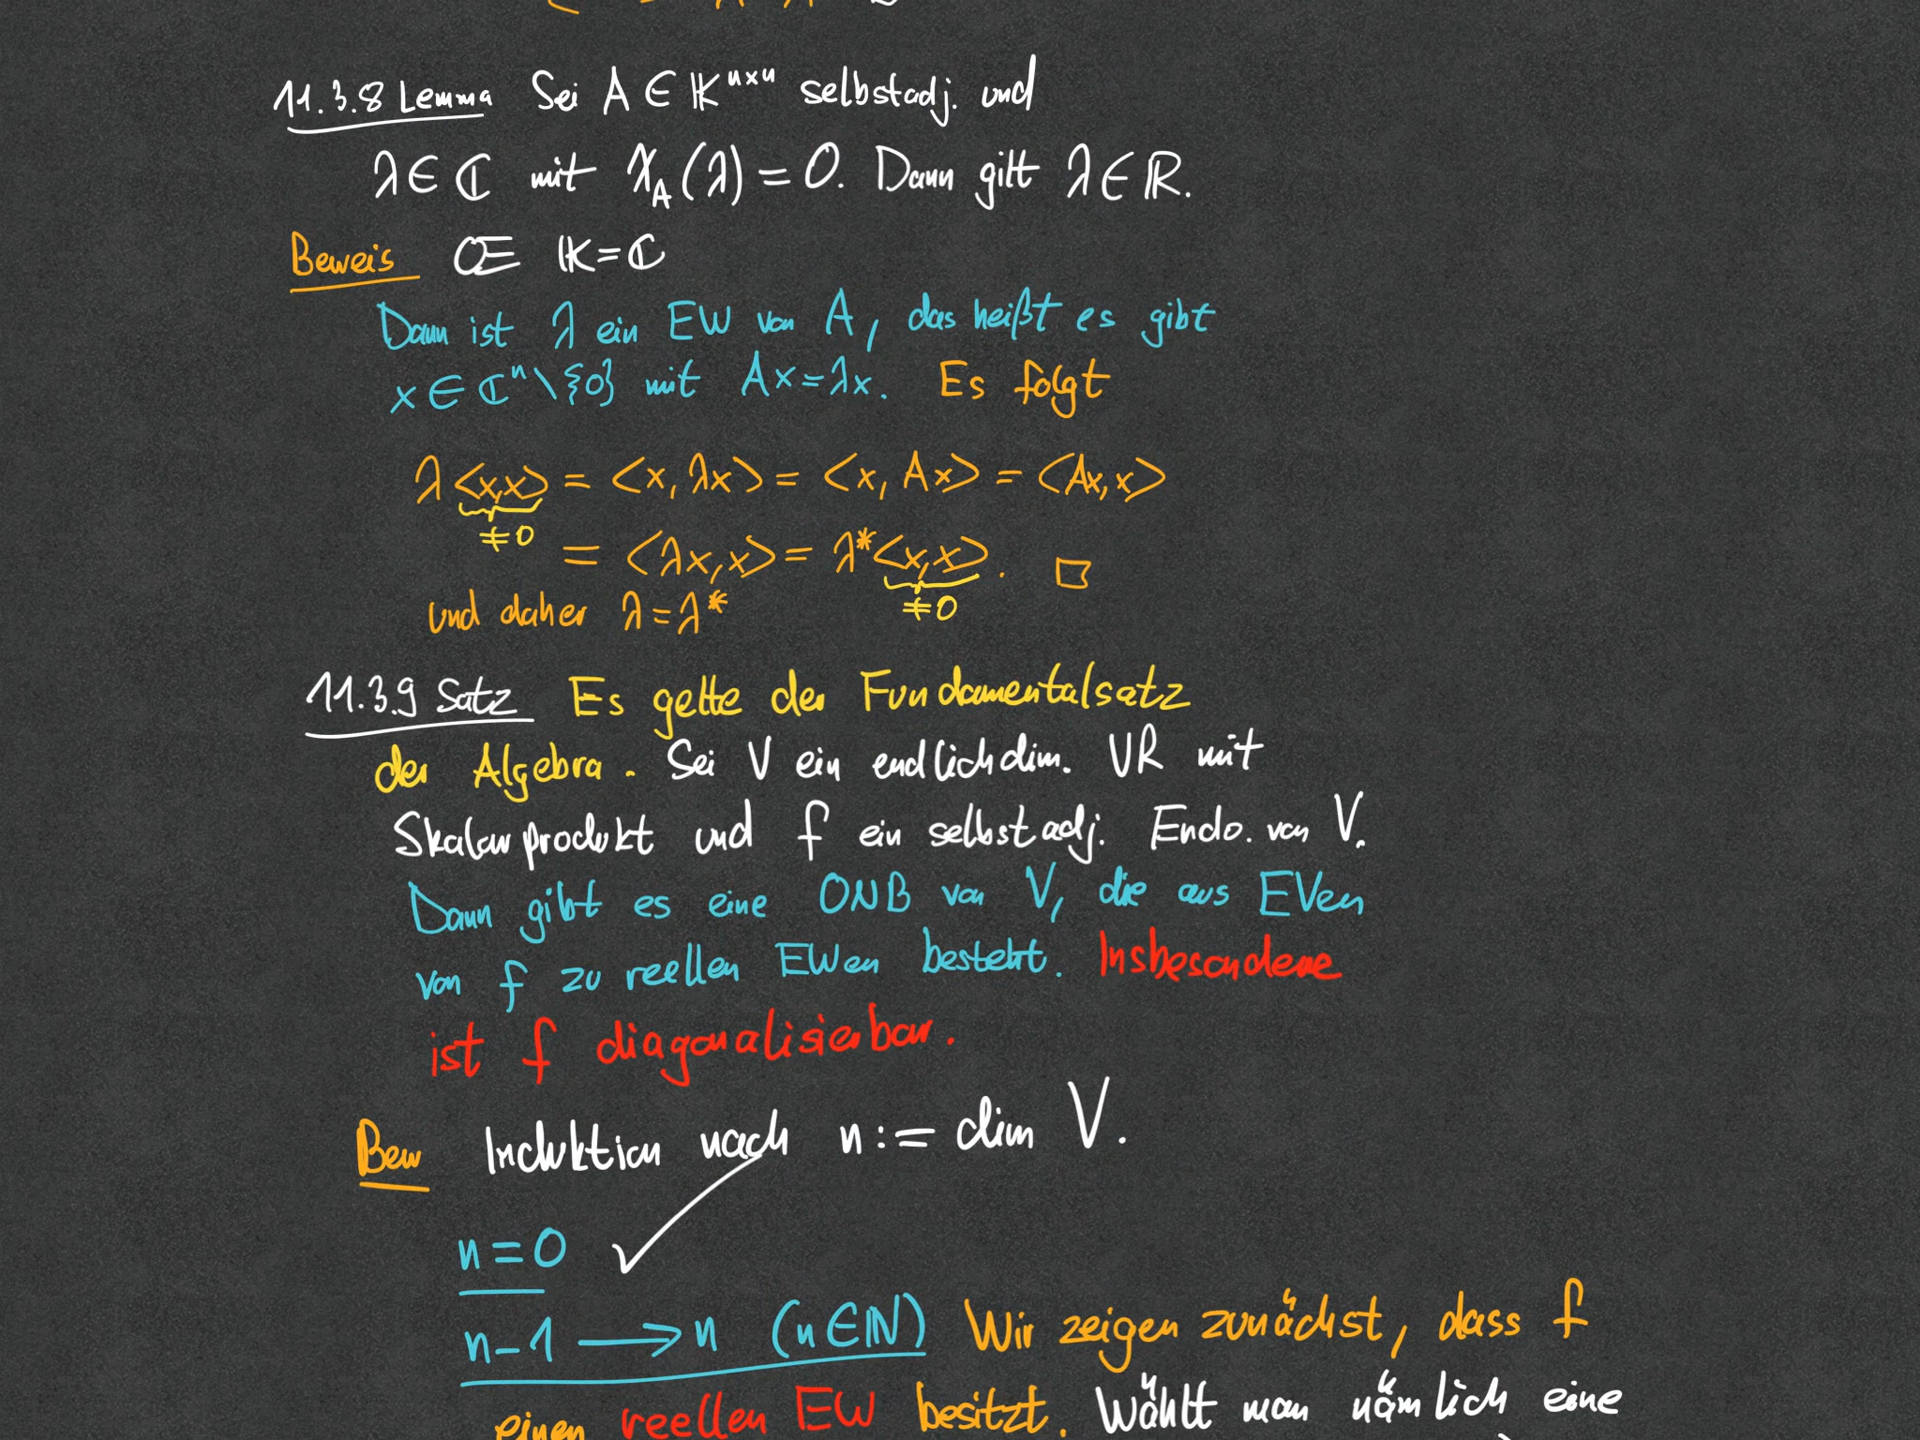 11.3.8 Lemma Sei A ∈ 𝕂ⁿˣⁿ selbstadj. und
λ ∈ ℂ mit χ_A(λ) = 0. Dann gilt λ ∈ ℝ.
Beweis Œ 𝕂 = ℂ
Dann ist λ ein EW von A, das heißt es gibt
x ∈ ℂⁿ \ {0} mit Ax = λx. Es folgt
λ <x,x> = <x, λx> = <x, Ax> = <Ax, x>
≠0
= <λx, x> = λ* <x,x>. □
≠0
und daher λ = λ*
11.3.9 Satz Es gelte der Fundamentalsatz
der Algebra. Sei V ein endlichdim. VR mit
Skalarprodukt und f ein selbstadj. Endo. von V.
Dann gibt es eine ONB von V, die aus EVen
von f zu reellen EWen besteht. Insbesondere
ist f diagonalisierbar.
Bew Induktion nach n := dim V.
n = 0 ✓
n-1 ⟶ n (n ∈ ℕ) Wir zeigen zunächst, dass f
einen reellen EW besitzt. Wählt man nämlich eine